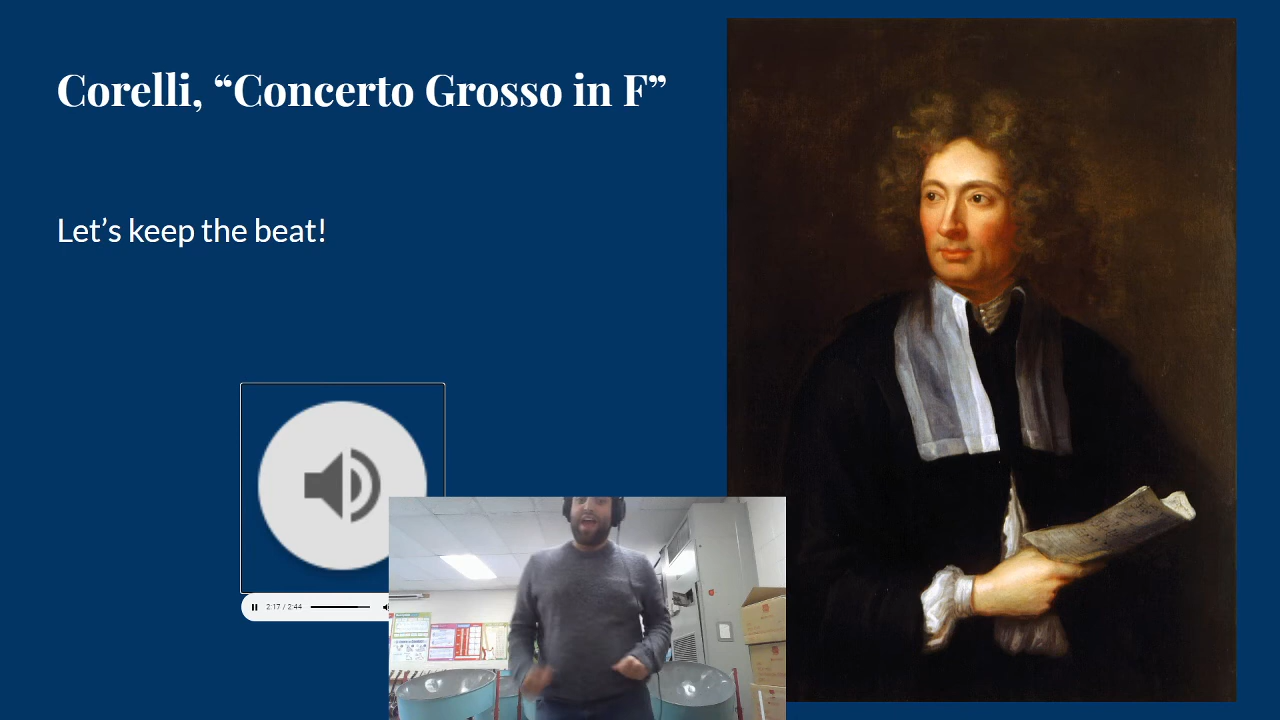 Corelli, “Concerto Grosso in F”
Let’s keep the beat!
2:17 / 2:44